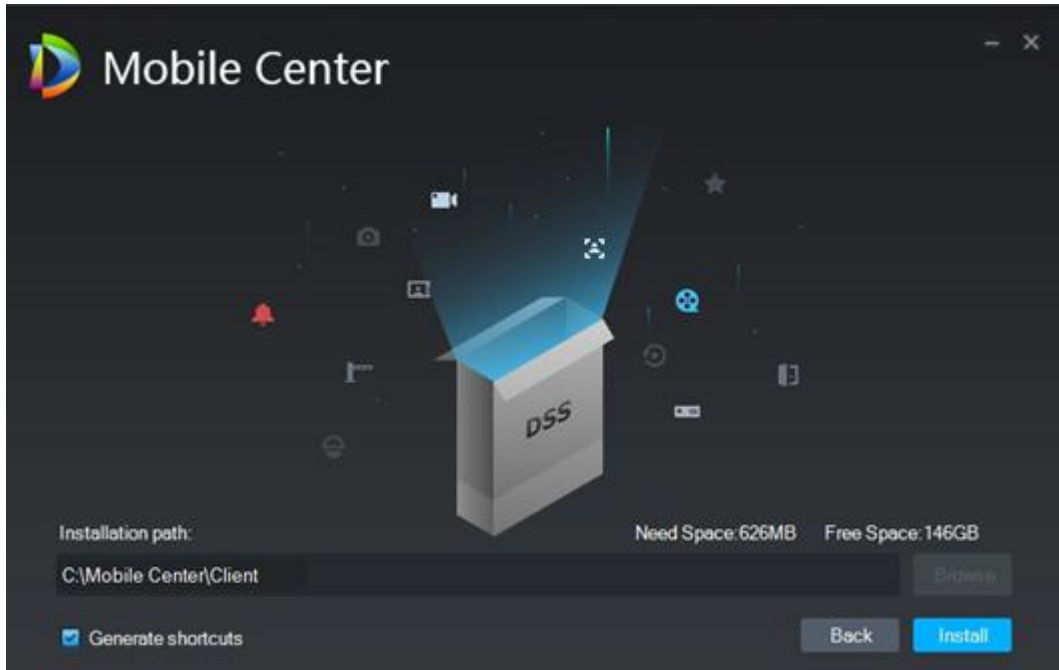 Mobile Center
DSS
Installation path:
Need Space:626MB Free Space:146GB
C:\Mobile Center\Client
Browse
Generate shortcuts
Back
Install